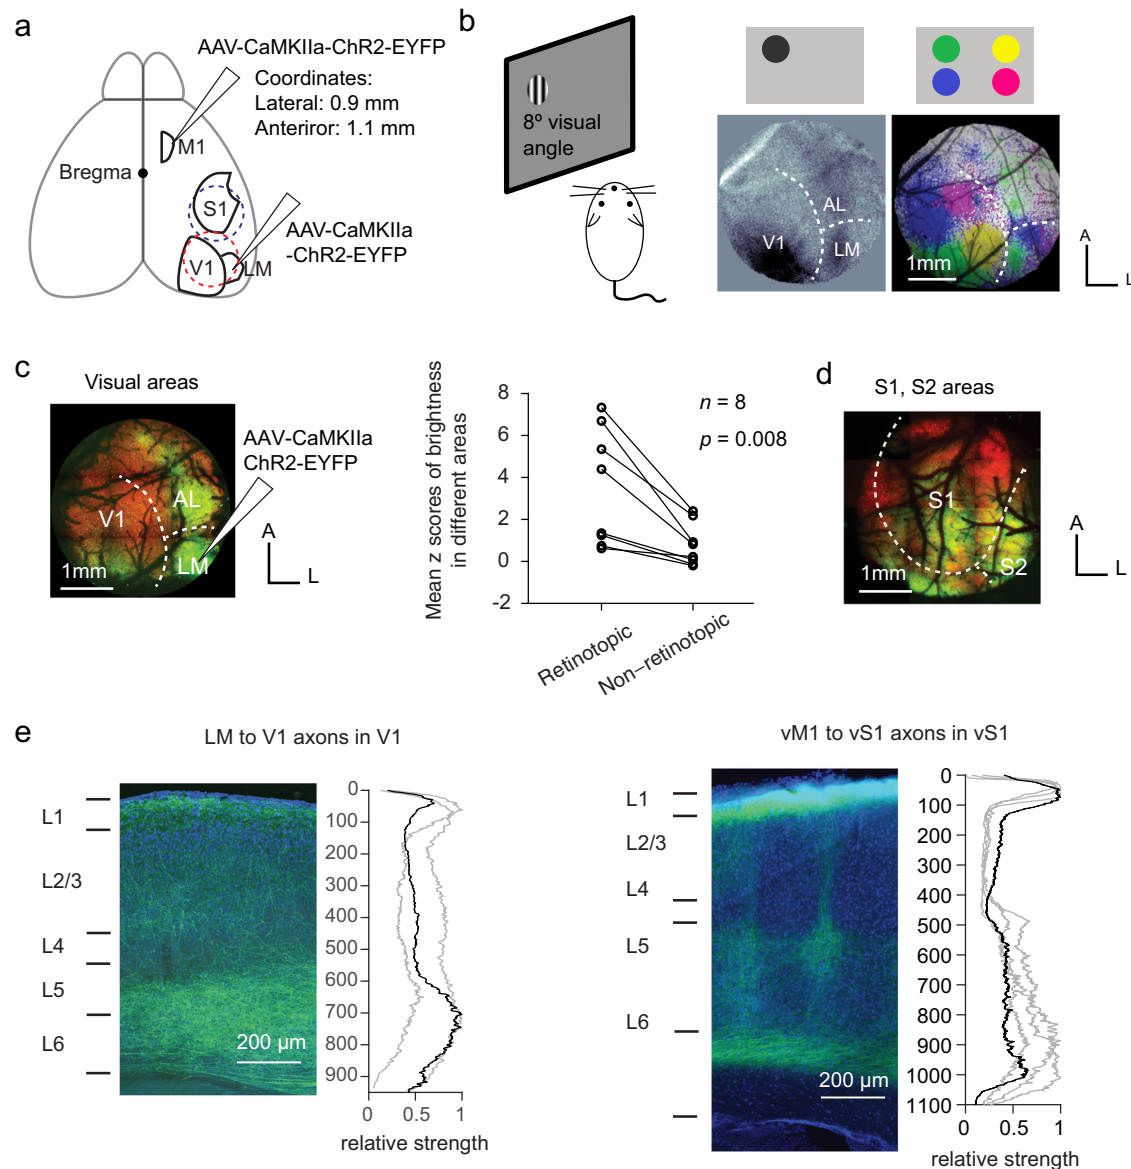 a
AAV-CaMKIIa-ChR2-EYFP
Coordinates:
Lateral: 0.9 mm
Anteriror: 1.1 mm
M1
Bregma
S1
AAV-CaMKIIa
-ChR2-EYFP
V1
LM
b
8º visual
angle
AL
V1
LM
1mm
A
L
c
Visual areas
AAV-CaMKIIa
ChR2-EYFP
V1
AL
LM
1mm
A
L
Mean z scores of brightness
in different areas
8
6
4
2
0
-2
n = 8
p = 0.008
Retinotopic
Non–retinotopic
d
S1, S2 areas
S1
S2
1mm
A
L
e
LM to V1 axons in V1
L1
L2/3
L4
L5
L6
200 µm
0
100
200
300
400
500
600
700
800
900
0
0.5
1
relative strength
vM1 to vS1 axons in vS1
L1
L2/3
L4
L5
L6
200 µm
0
100
200
300
400
500
600
700
800
900
1000
1100
0
0.5
1
relative strength